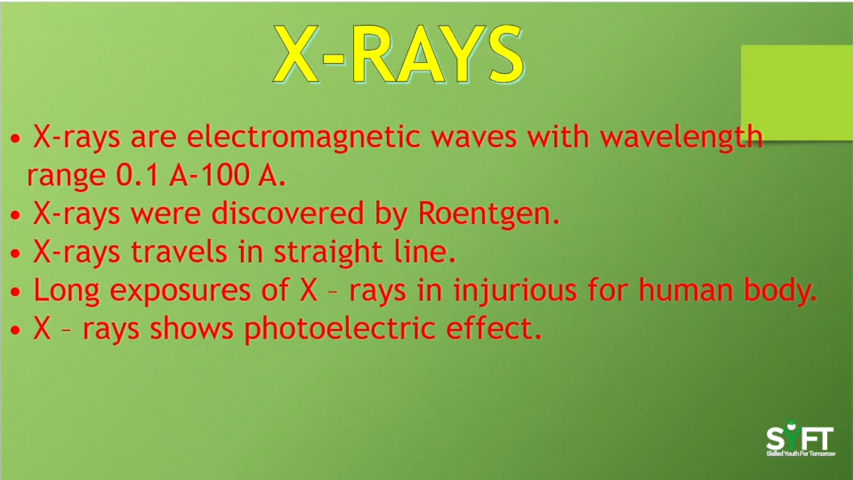 X-RAYS
• X-rays are electromagnetic waves with wavelength
range 0.1 A-100 A.
• X-rays were discovered by Roentgen.
• X-rays travels in straight line.
• Long exposures of X – rays in injurious for human body.
• X – rays shows photoelectric effect.
SYFT
Skilled Youth For Tomorrow